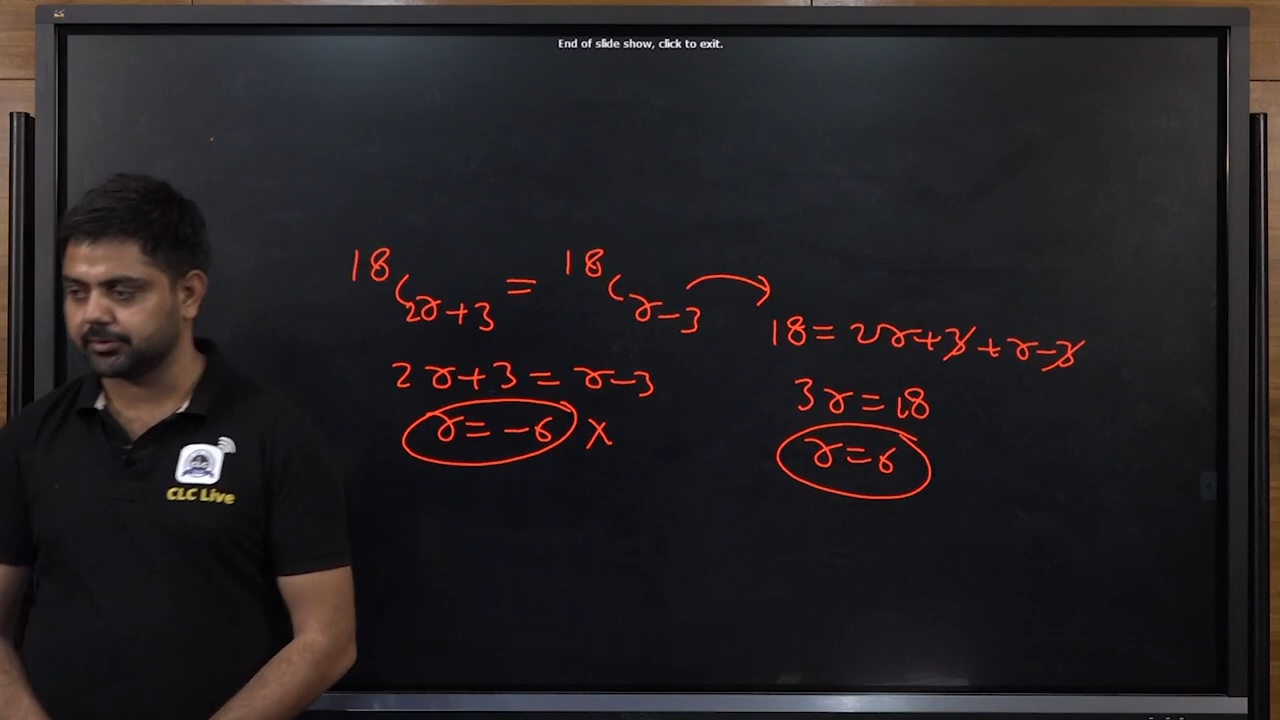 End of slide show, click to exit.
18C2r+3 = 18Cr-3
2r+3 = r-3
r = -6 X
18 = 2r+3+r-3
3r = 18
r = 6
CLC Live